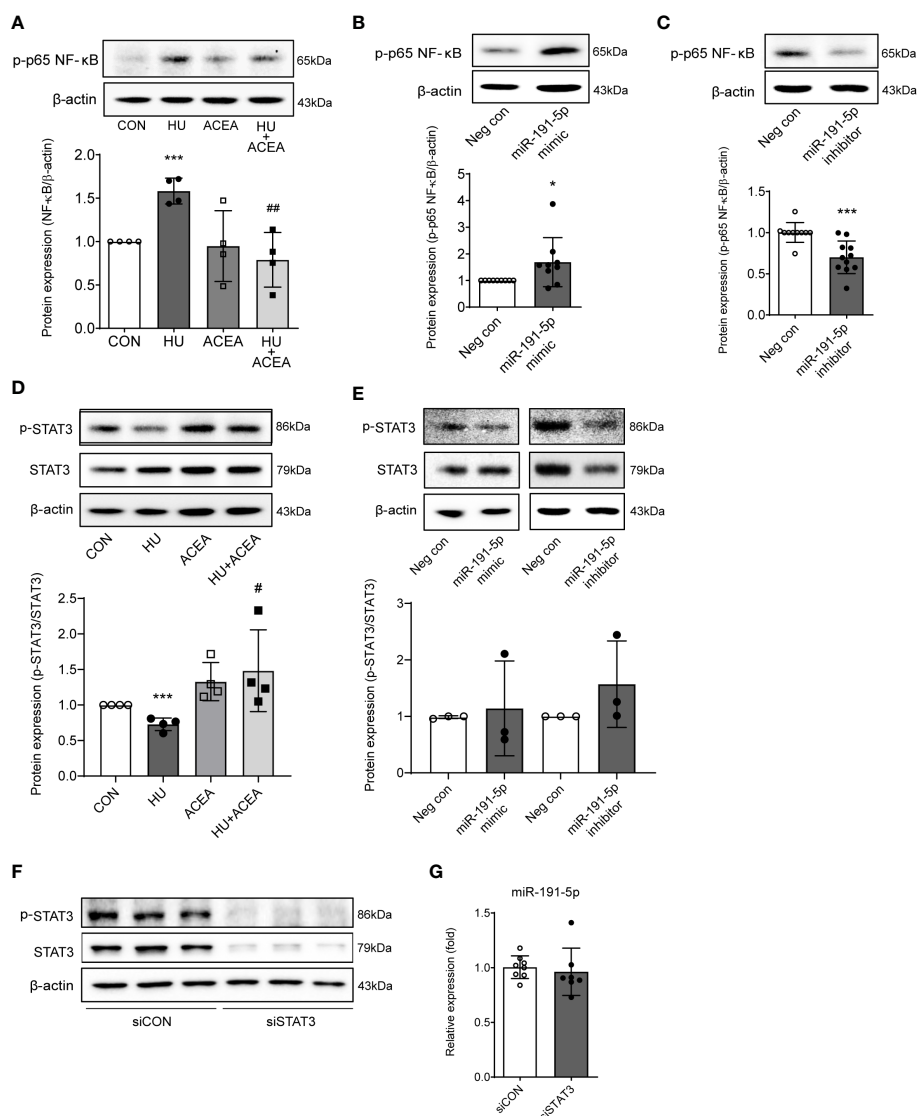 A
p-p65 NF-κB
65kDa
β-actin
43kDa
CON HU ACEA HU + ACEA
Protein expression (NF-κB/β-actin)
2.0
1.5
1.0
0.5
0.0
***
##
CON HU ACEA HU +ACEA
B
p-p65 NF-κB
65kDa
β-actin
43kDa
Neg con
miR-191-5p mimic
Protein expression (p-p65 NF-κB/β-actin)
5
4
3
2
1
0
*
Neg con
miR-191-5p mimic
C
p-p65 NF-κB
65kDa
β-actin
43kDa
Neg con
miR-191-5p inhibitor
Protein expression (p-p65 NF-κB/β-actin)
1.5
1.0
0.5
0.0
***
Neg con
miR-191-5p inhibitor
D
p-STAT3
86kDa
STAT3
79kDa
β-actin
43kDa
CON HU ACEA HU+ACEA
Protein expression (p-STAT3/STAT3)
2.5
2.0
1.5
1.0
0.5
0.0
***
#
CON HU ACEA HU+ACEA
E
p-STAT3
86kDa
STAT3
79kDa
β-actin
43kDa
Neg con
miR-191-5p mimic
Neg con
miR-191-5p inhibitor
Protein expression (p-STAT3/STAT3)
3
2
1
0
Neg con
miR-191-5p mimic
Neg con
miR-191-5p inhibitor
F
p-STAT3
86kDa
STAT3
79kDa
β-actin
43kDa
siCON siSTAT3
G
miR-191-5p
Relative expression (fold)
1.5
1.0
0.5
0.0
siCON
siSTAT3